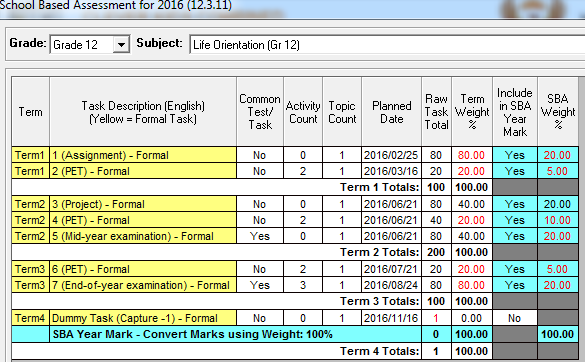 School Based Assessment for 2016 (12.3.11)
Grade: Grade 12 Subject: Life Orientation (Gr 12)
Term Task Description (English) (Yellow = Formal Task) Common Test/ Task Activity Count Topic Count Planned Date Raw Task Total Term Weight % Include in SBA Year Mark SBA Weight %
Term1 1 (Assignment) - Formal No 0 1 2016/02/25 80 80.00 Yes 20.00
Term1 2 (PET) - Formal No 2 1 2016/03/16 20 20.00 Yes 5.00
Term 1 Totals: 100 100.00
Term2 3 (Project) - Formal No 0 1 2016/06/21 80 40.00 Yes 20.00
Term2 4 (PET) - Formal No 2 1 2016/06/21 40 20.00 Yes 10.00
Term2 5 (Mid-year examination) - Formal Yes 0 1 2016/06/21 80 40.00 Yes 20.00
Term 2 Totals: 200 100.00
Term3 6 (PET) - Formal No 2 1 2016/07/21 20 20.00 Yes 5.00
Term3 7 (End-of-year examination) - Formal Yes 3 1 2016/08/24 80 80.00 Yes 20.00
Term 3 Totals: 100 100.00
Term4 Dummy Task (Capture -1) - Formal No 0 1 2016/11/16 1 0.00 No
SBA Year Mark - Convert Marks using Weight: 100% 0 100.00 100.00
Term 4 Totals: 1 100.00